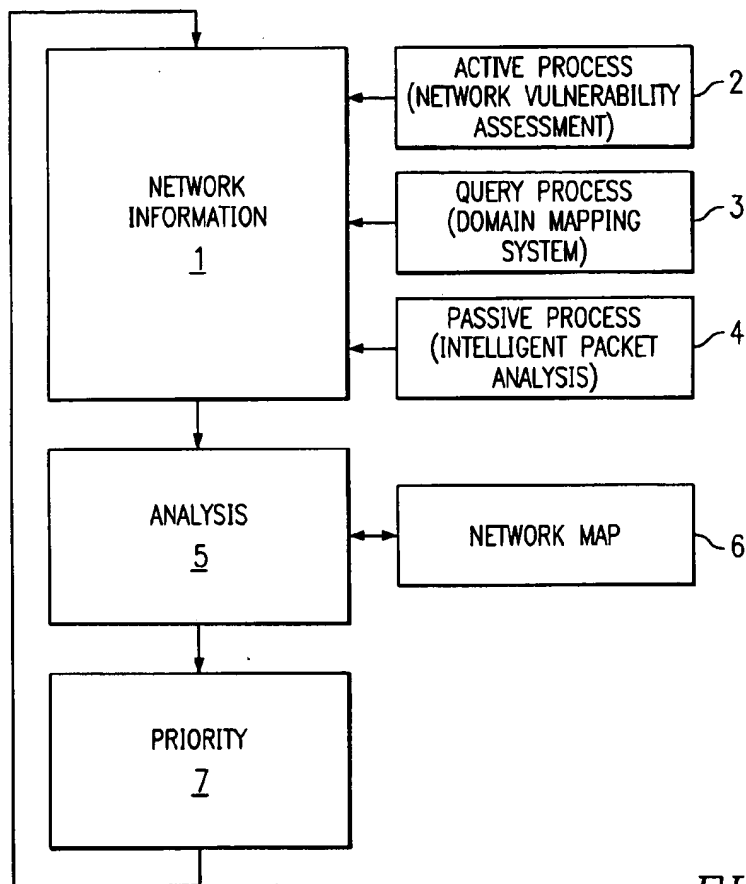 NETWORK
INFORMATION
1
ACTIVE PROCESS
(NETWORK VULNERABILITY
ASSESSMENT)
2
QUERY PROCESS
(DOMAIN MAPPING
SYSTEM)
3
PASSIVE PROCESS
(INTELLIGENT PACKET
ANALYSIS)
4
ANALYSIS
5
NETWORK MAP
6
PRIORITY
7